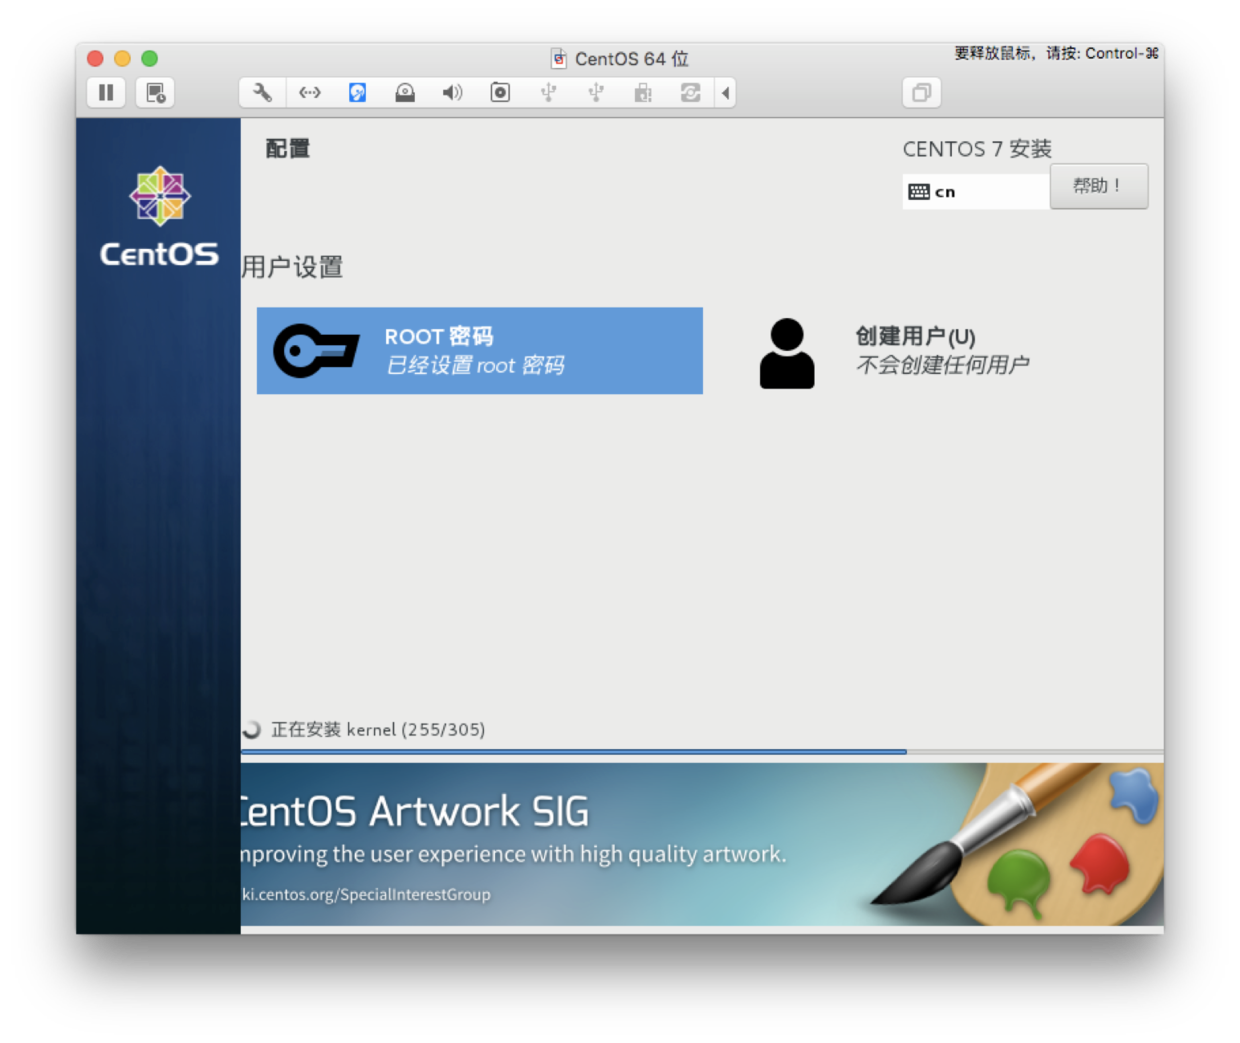 CentOS 64 位
要释放鼠标，请按: Control-⌘
CentOS
配置
CENTOS 7 安装
cn
帮助！
用户设置
ROOT 密码
已经设置 root 密码
创建用户(U)
不会创建任何用户
正在安装 kernel (255/305)
CentOS Artwork SIG
mproving the user experience with high quality artwork.
ki.centos.org/SpecialInterestGroup